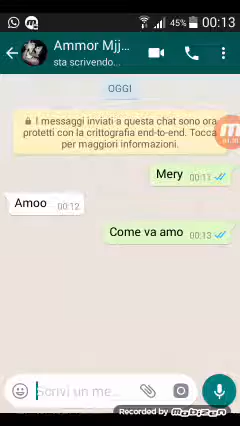 45% 00:13
Ammor Mjj...
sta scrivendo...
OGGI
I messaggi inviati a questa chat sono ora
protetti con la crittografia end-to-end. Tocca
per maggiori informazioni.
Mery 00:11
Amoo 00:12
Come va amo 00:13
Scrivi un me...
Recorded by MOBIZEN